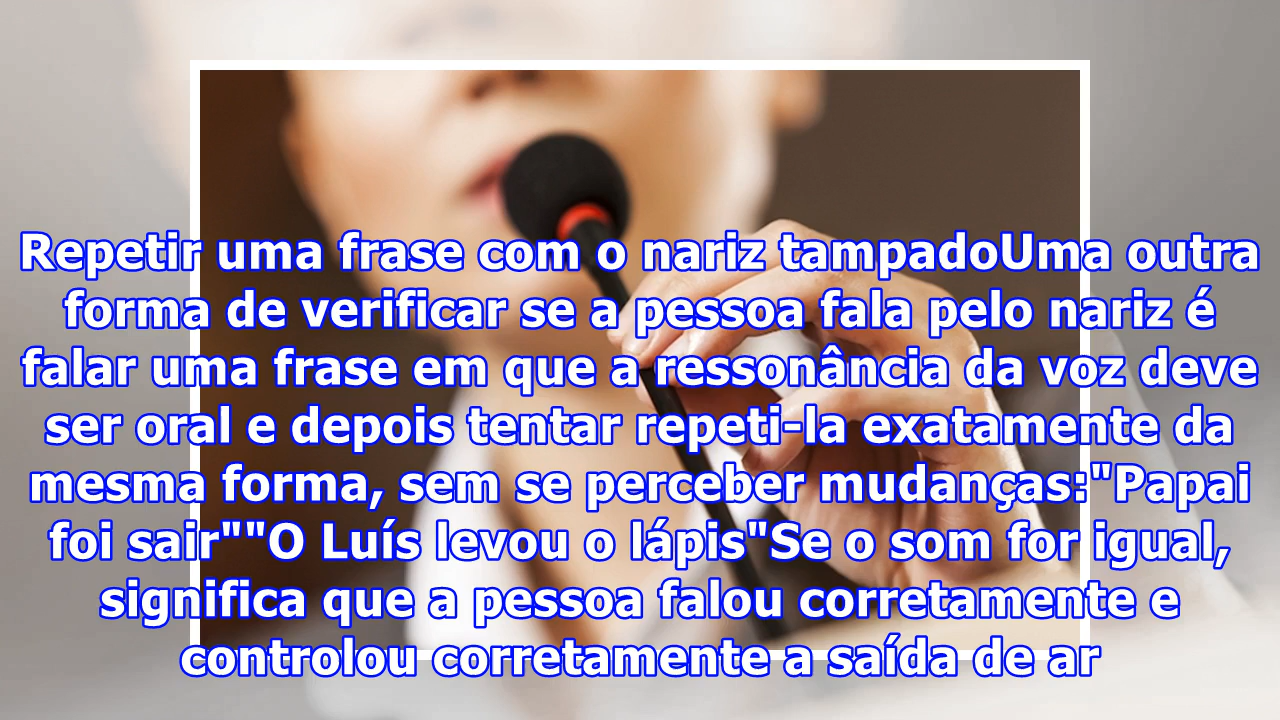 Repetir uma frase com o nariz tampadoUma outra
forma de verificar se a pessoa fala pelo nariz é
falar uma frase em que a ressonância da voz deve
ser oral e depois tentar repeti-la exatamente da
mesma forma, sem se perceber mudanças:"Papai
foi sair""O Luís levou o lápis"Se o som for igual,
significa que a pessoa falou corretamente e
controlou corretamente a saída de ar